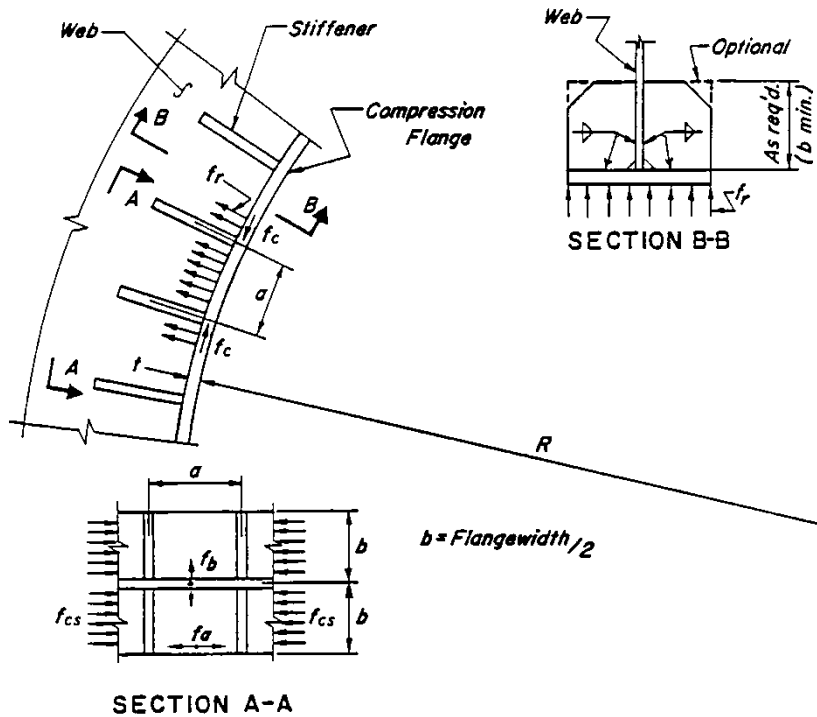 Web
Stiffener
Compression
Flange
B
A
fr
B
A
fc
a
fc
A
t
A
R
Web
Optional
As req'd.
(b min.)
fr
SECTION B-B
a
b
fb
b = Flangewidth/2
fcs
fcs
b
fa
SECTION A-A